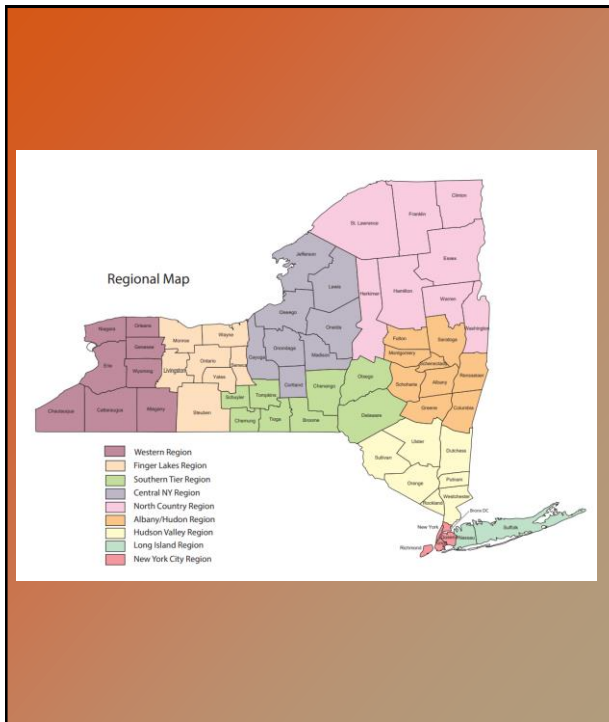 Clinton
St. Lawrence
Franklin
Jefferson
Essex
Regional Map
Lewis
Herkimer
Hamilton
Oswego
Warren
Niagara
Orleans
Wayne
Oneida
Washington
Monroe
Fulton
Saratoga
Genesee
Onondaga
Montgomery
Ontario
Seneca
Cayuga
Madison
Schenectady
Erie
Wyoming
Livingston
Yates
Otsego
Rensselaer
Cortland
Chenango
Schoharie
Albany
Schuyler
Tompkins
Chautauqua
Cattaraugus
Allegany
Steuben
Delaware
Greene
Columbia
Chemung
Tioga
Broome
Ulster
Dutchess
Sullivan
Western Region
Finger Lakes Region
Putnam
Southern Tier Region
Orange
Westchester
Central NY Region
Rockland
North Country Region
Bronx DC
Albany/Hudon Region
New York
Suffolk
Hudson Valley Region
Nassau
Long Island Region
Richmond
New York City Region